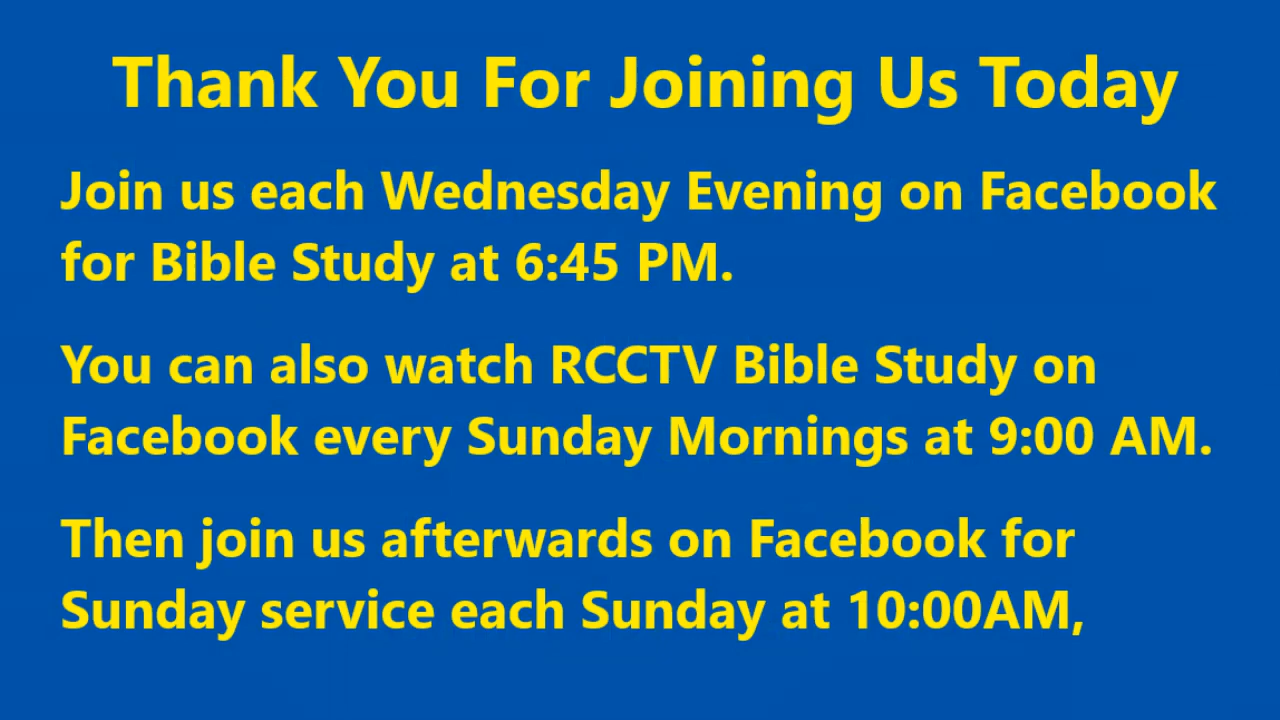 Thank You For Joining Us Today
Join us each Wednesday Evening on Facebook
for Bible Study at 6:45 PM.
You can also watch RCCTV Bible Study on
Facebook every Sunday Mornings at 9:00 AM.
Then join us afterwards on Facebook for
Sunday service each Sunday at 10:00AM,